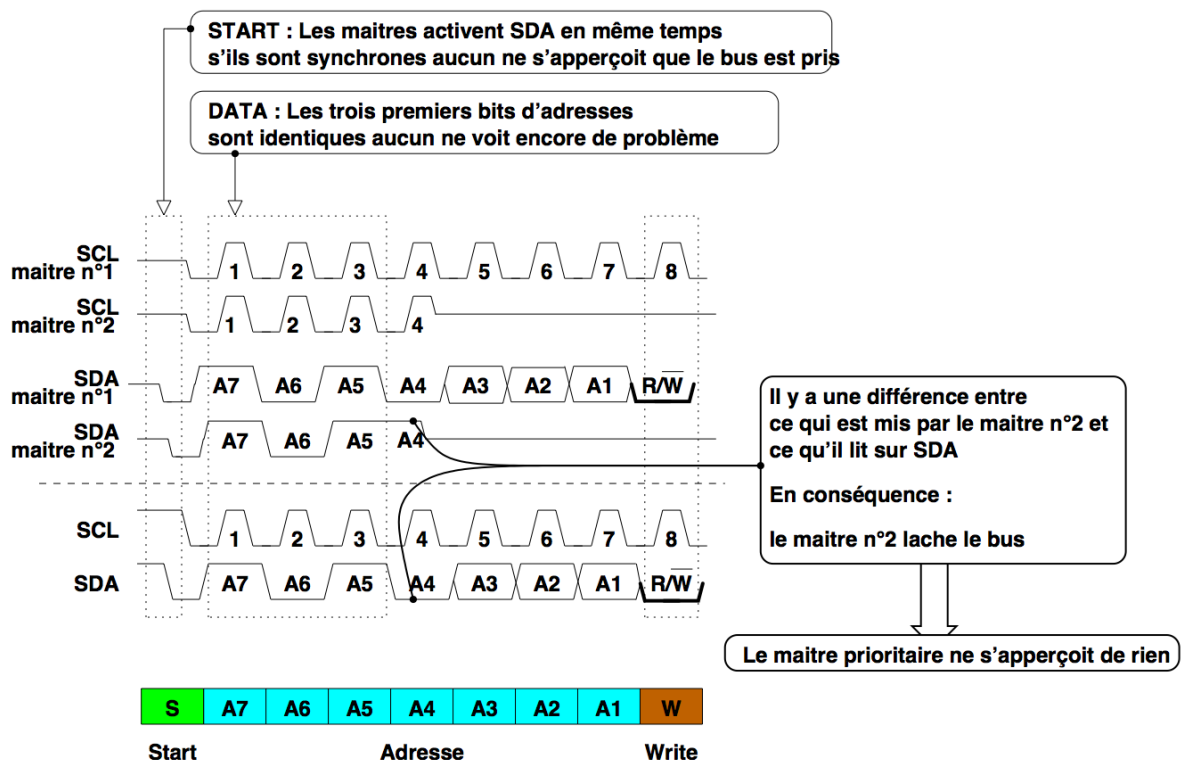 START : Les maitres activent SDA en même temps
s'ils sont synchrones aucun ne s'apperçoit que le bus est pris
DATA : Les trois premiers bits d'adresses
sont identiques aucun ne voit encore de problème
SCL
maitre n°1
1 2 3 4 5 6 7 8
SCL
maitre n°2
1 2 3 4
SDA
maitre n°1
A7 A6 A5 A4 A3 A2 A1 R/W̅
SDA
maitre n°2
A7 A6 A5 A4
Il y a une différence entre
ce qui est mis par le maitre n°2 et
ce qu'il lit sur SDA
En conséquence :
le maitre n°2 lache le bus
SCL
1 2 3 4 5 6 7 8
SDA
A7 A6 A5 A4 A3 A2 A1 R/W̅
Le maitre prioritaire ne s'apperçoit de rien
S A7 A6 A5 A4 A3 A2 A1 W
Start Adresse Write